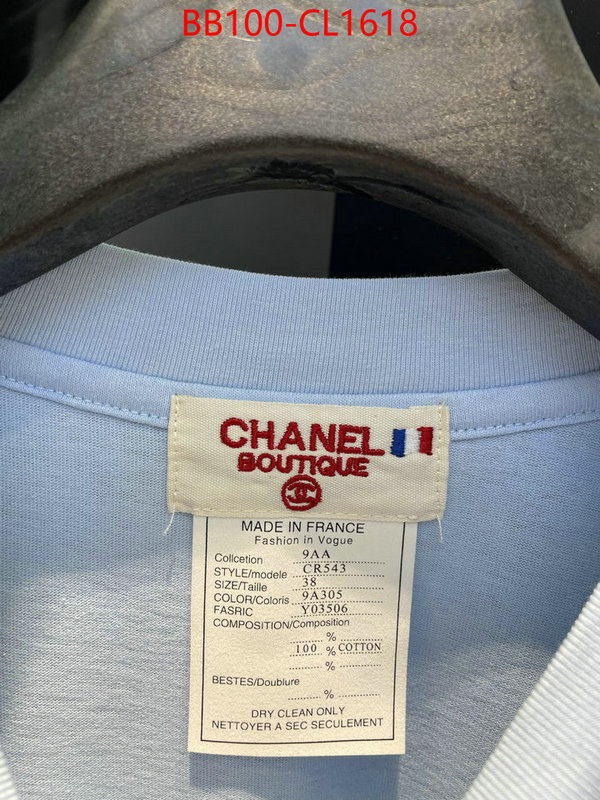 BB100-CL1618
CHANEL
BOUTIQUE
MADE IN FRANCE
Fashion in Vogue
Collcetion 9AA
STYLE/modele CR543
SIZE/Taille 38
COLOR/Coloris 9A305
FASRIC Y03506
COMPOSITION/Composition
%
100 % COTTON
%
BESTES/Doublure
%
DRY CLEAN ONLY
NETTOYER A SEC SECULEMENT